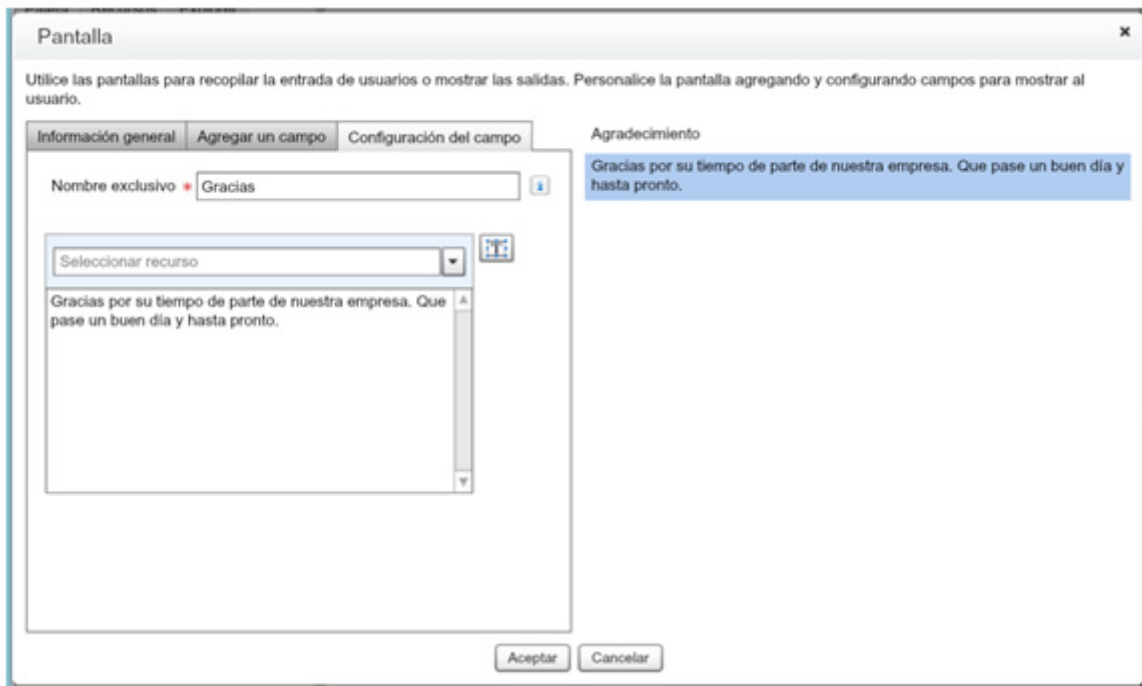 Pantalla
x
Utilice las pantallas para recopilar la entrada de usuarios o mostrar las salidas. Personalice la pantalla agregando y configurando campos para mostrar al
usuario.
Información general
Agregar un campo
Configuración del campo
Nombre exclusivo * Gracias
i
Seleccionar recurso
T
Gracias por su tiempo de parte de nuestra empresa. Que
pase un buen día y hasta pronto.
Agradecimiento
Gracias por su tiempo de parte de nuestra empresa. Que pase un buen día y
hasta pronto.
Aceptar
Cancelar